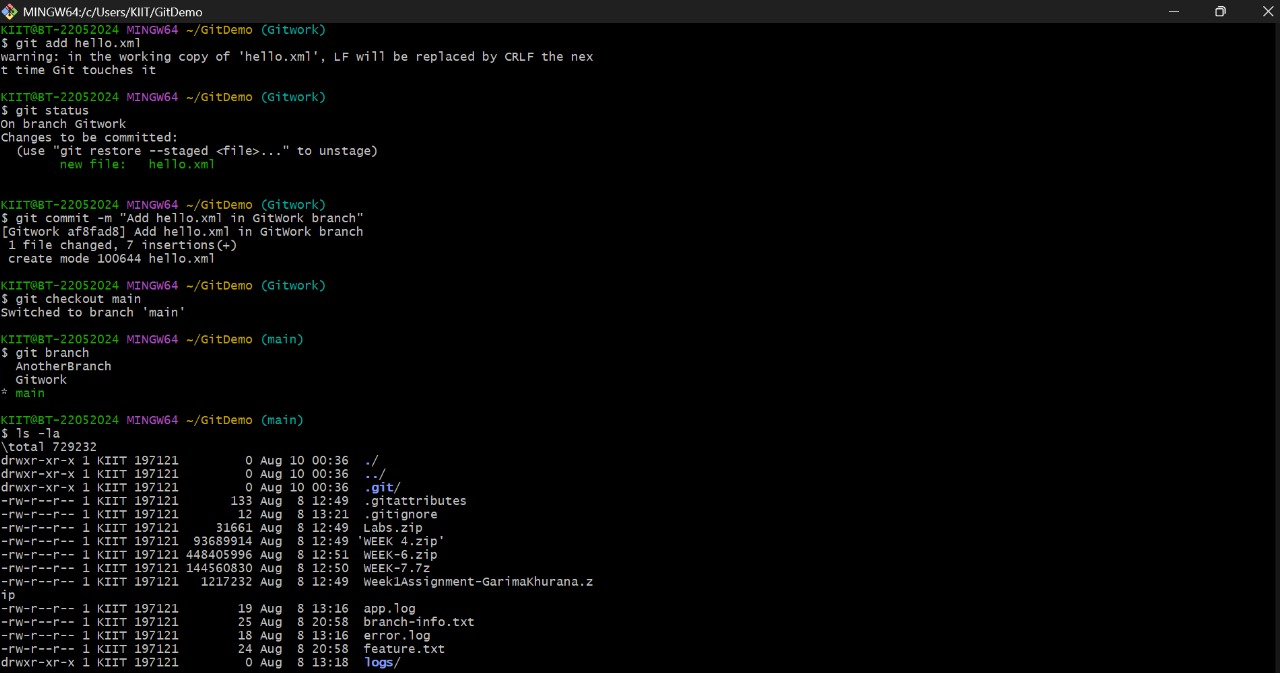 MINGW64:/c/Users/KIIT/GitDemo
KIIT@BT-22052024 MINGW64 ~/GitDemo (Gitwork)
$ git add hello.xml
warning: in the working copy of 'hello.xml', LF will be replaced by CRLF the nex
t time Git touches it
KIIT@BT-22052024 MINGW64 ~/GitDemo (Gitwork)
$ git status
On branch Gitwork
Changes to be committed:
  (use "git restore --staged <file>..." to unstage)
        new file:   hello.xml
KIIT@BT-22052024 MINGW64 ~/GitDemo (Gitwork)
$ git commit -m "Add hello.xml in GitWork branch"
[Gitwork af8fad8] Add hello.xml in GitWork branch
 1 file changed, 7 insertions(+)
 create mode 100644 hello.xml
KIIT@BT-22052024 MINGW64 ~/GitDemo (Gitwork)
$ git checkout main
Switched to branch 'main'
KIIT@BT-22052024 MINGW64 ~/GitDemo (main)
$ git branch
  AnotherBranch
  Gitwork
* main
KIIT@BT-22052024 MINGW64 ~/GitDemo (main)
$ ls -la
\total 729232
drwxr-xr-x 1 KIIT 197121         0 Aug 10 00:36  ./
drwxr-xr-x 1 KIIT 197121         0 Aug 10 00:36  ../
drwxr-xr-x 1 KIIT 197121         0 Aug 10 00:36  .git/
-rw-r--r-- 1 KIIT 197121       133 Aug  8 12:49  .gitattributes
-rw-r--r-- 1 KIIT 197121        12 Aug  8 13:21  .gitignore
-rw-r--r-- 1 KIIT 197121     31661 Aug  8 12:49  Labs.zip
-rw-r--r-- 1 KIIT 197121  93689914 Aug  8 12:49 'WEEK 4.zip'
-rw-r--r-- 1 KIIT 197121 448405996 Aug  8 12:51  WEEK-6.zip
-rw-r--r-- 1 KIIT 197121 144560830 Aug  8 12:50  WEEK-7.7z
-rw-r--r-- 1 KIIT 197121   1217232 Aug  8 12:49  Week1Assignment-GarimaKhurana.z
ip
-rw-r--r-- 1 KIIT 197121        19 Aug  8 13:16  app.log
-rw-r--r-- 1 KIIT 197121        25 Aug  8 20:58  branch-info.txt
-rw-r--r-- 1 KIIT 197121        18 Aug  8 13:16  error.log
-rw-r--r-- 1 KIIT 197121        24 Aug  8 20:58  feature.txt
drwxr-xr-x 1 KIIT 197121         0 Aug  8 13:18  logs/